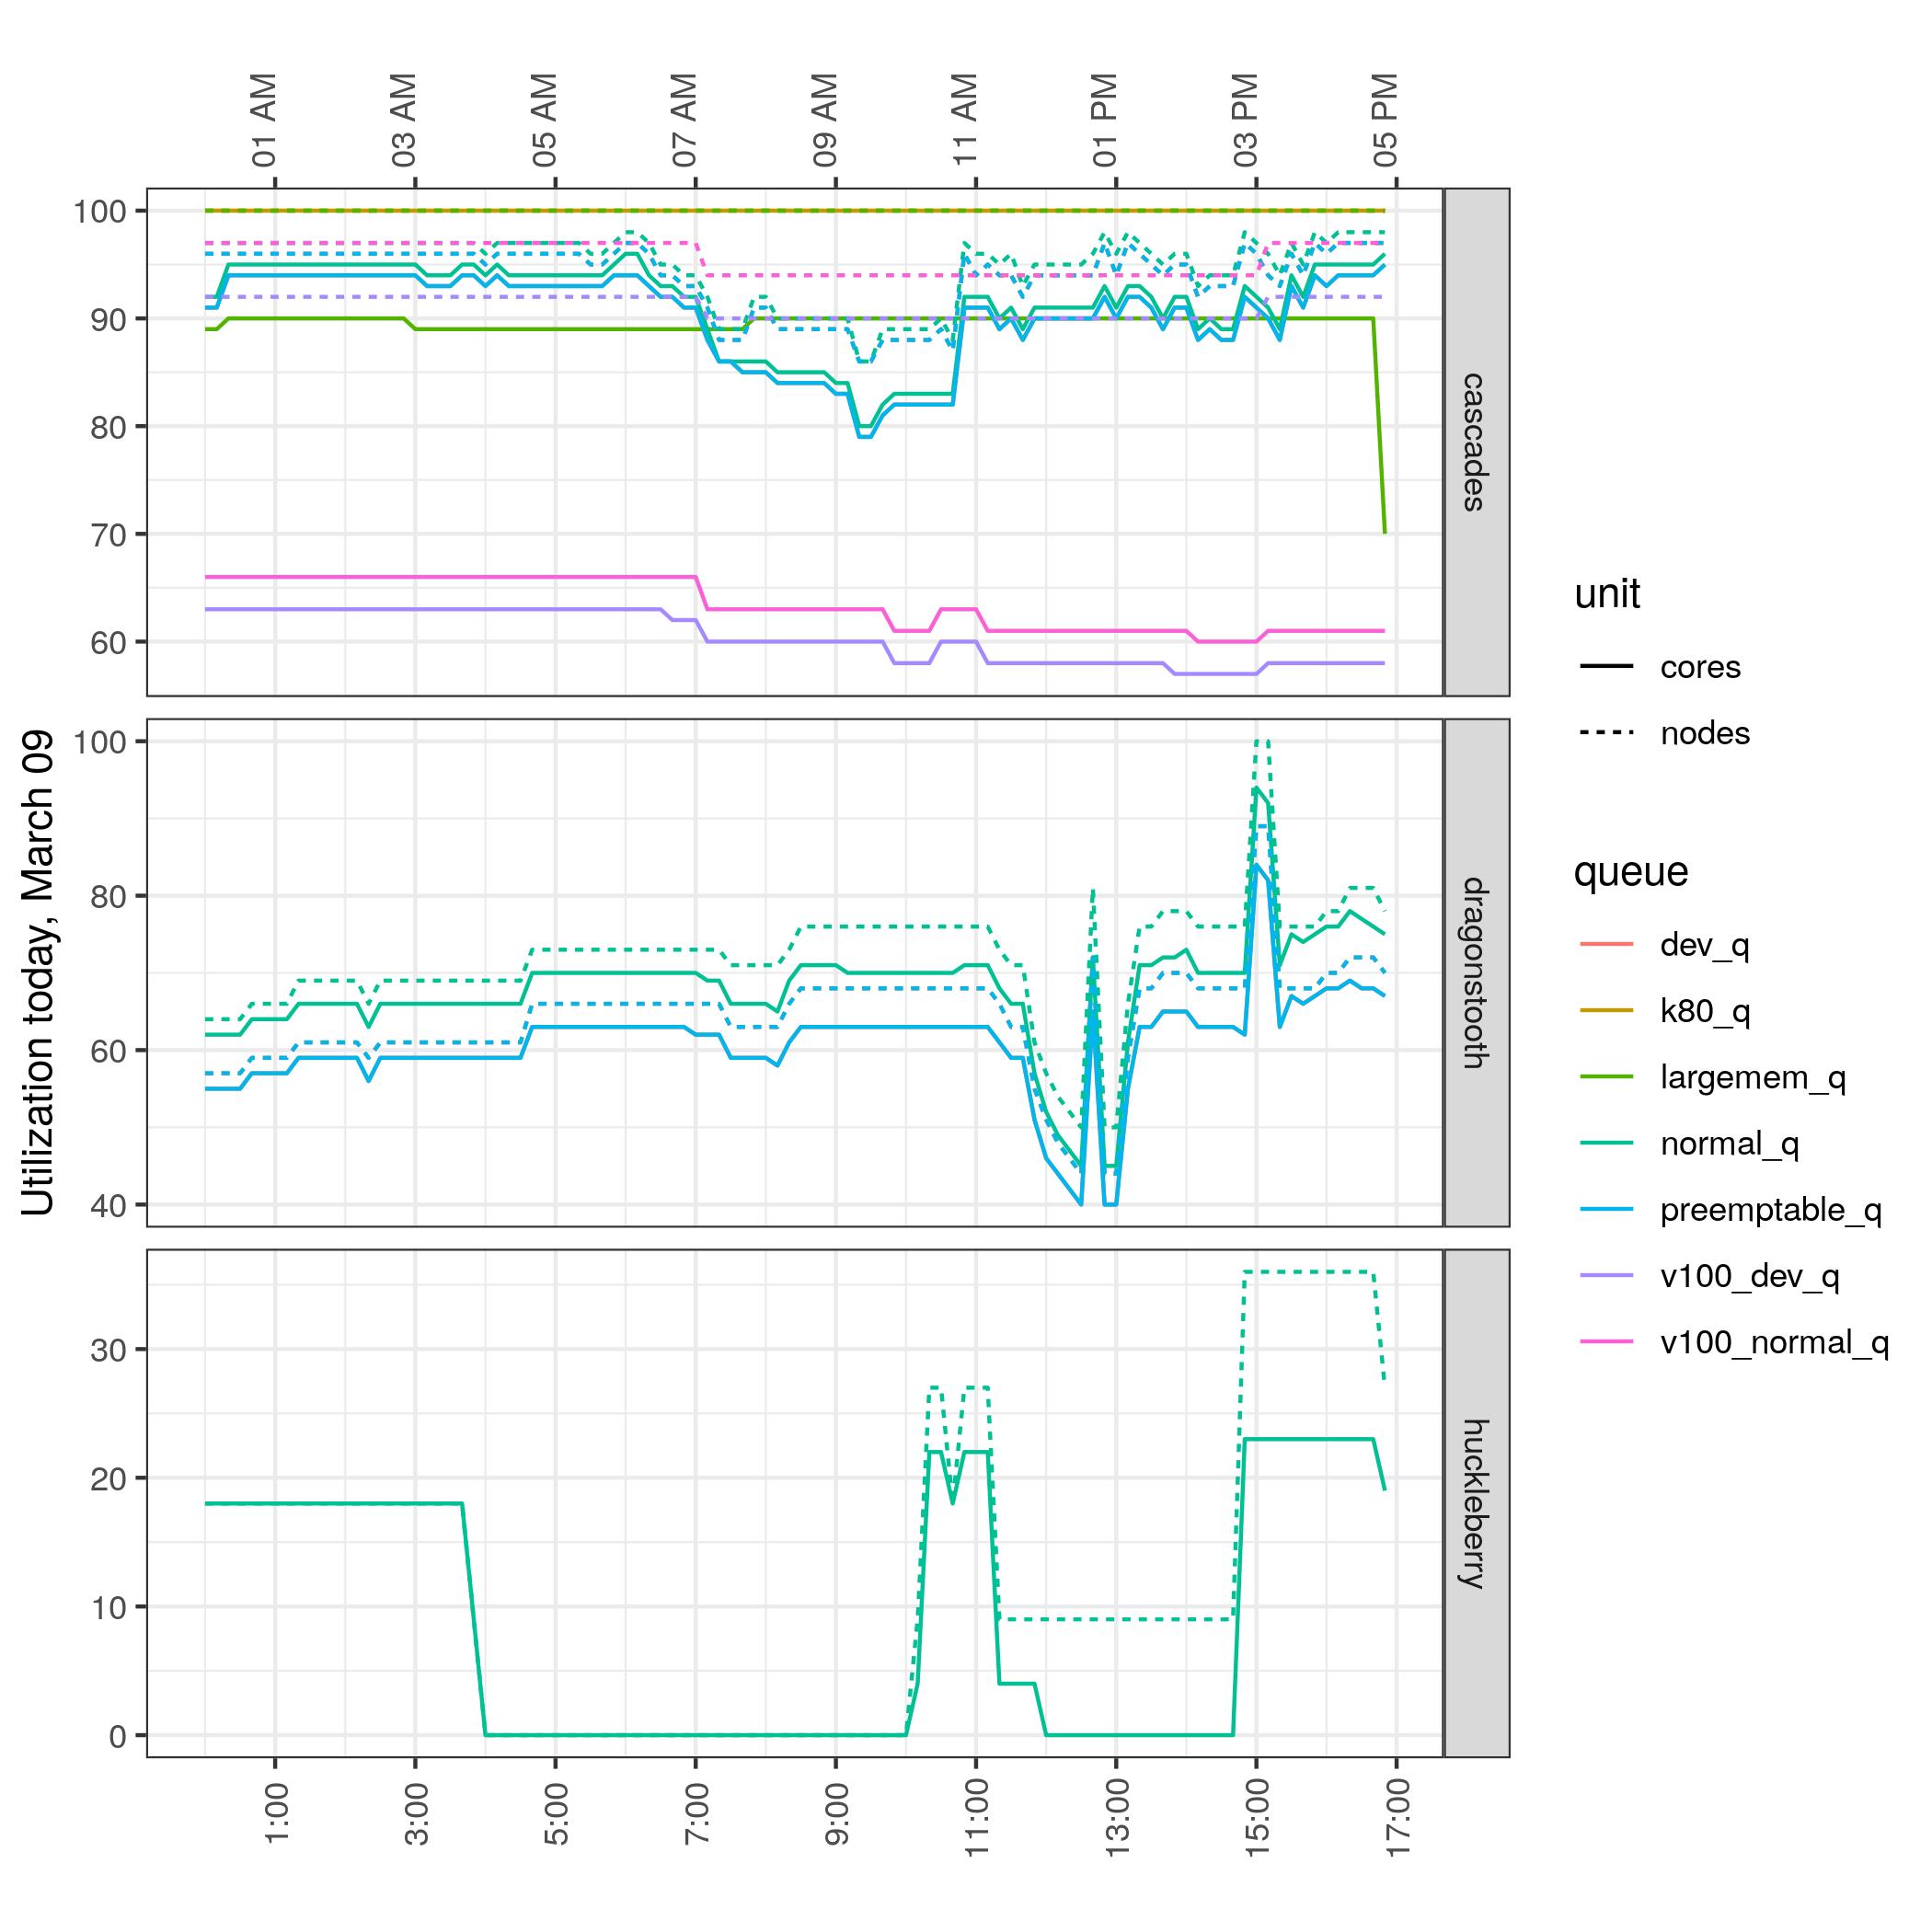 01 AM
03 AM
05 AM
07 AM
09 AM
11 AM
01 PM
03 PM
05 PM
Utilization today, March 09
100
90
80
70
60
cascades
100
80
60
40
dragonstooth
30
20
10
0
huckleberry
1:00
3:00
5:00
7:00
9:00
11:00
13:00
15:00
17:00
unit
cores
nodes
queue
dev_q
k80_q
largemem_q
normal_q
preemptable_q
v100_dev_q
v100_normal_q